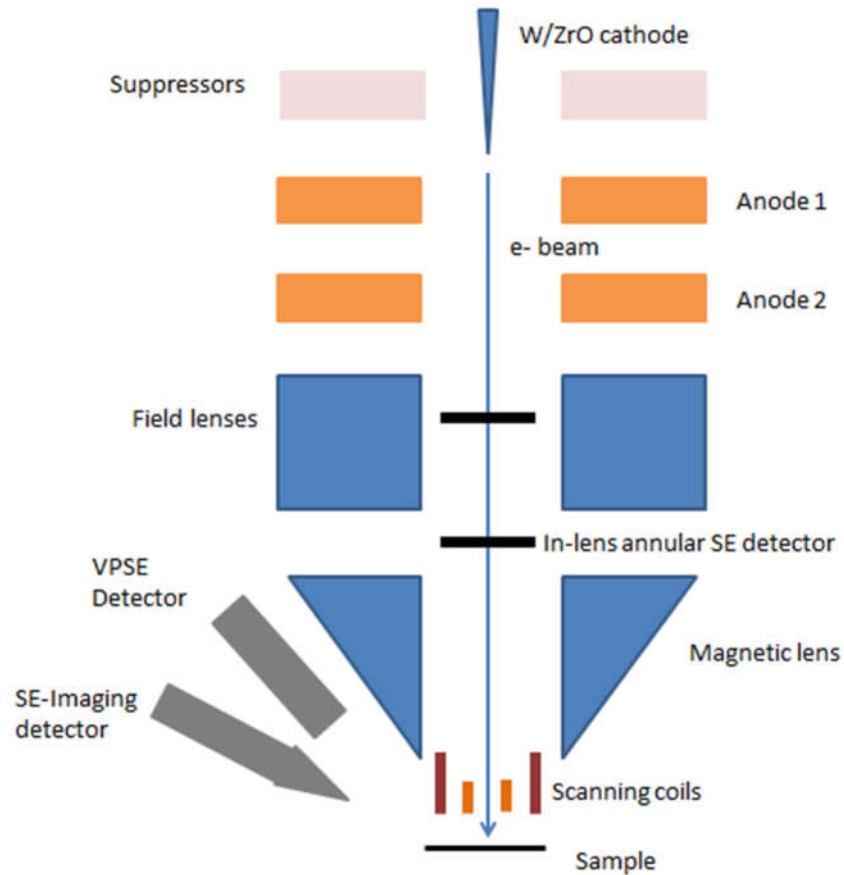 W/ZrO cathode
Suppressors
Anode 1
e- beam
Anode 2
Field lenses
In-lens annular SE detector
VPSE
Detector
Magnetic lens
SE-Imaging
detector
Scanning coils
Sample